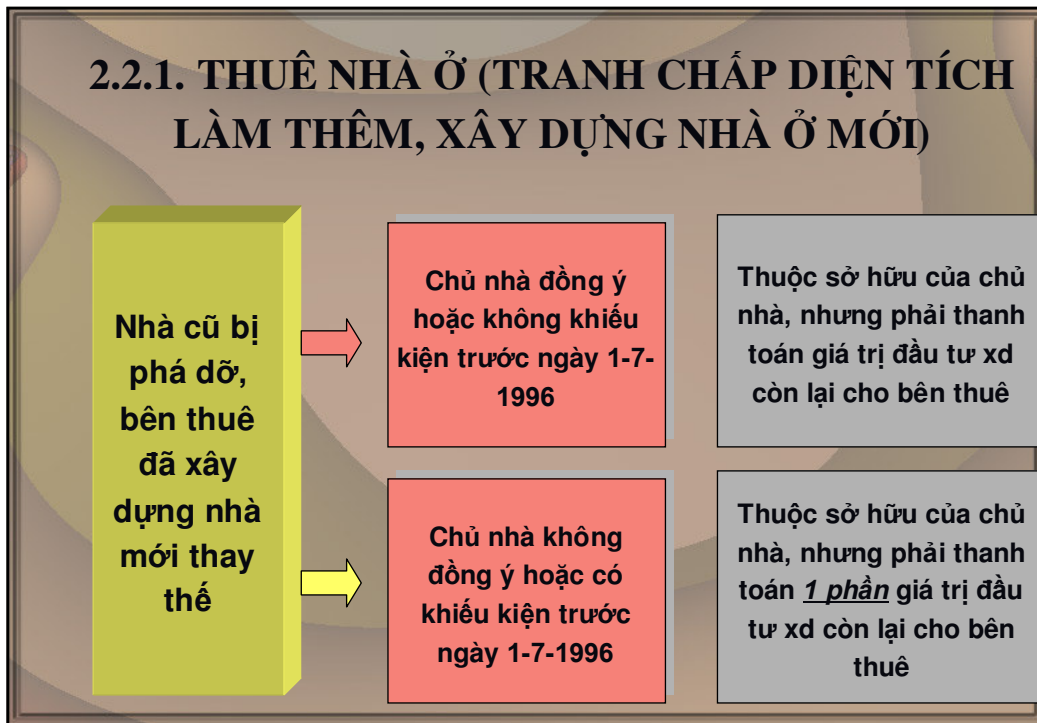 2.2.1. THUÊ NHÀ Ở (TRANH CHẤP DIỆN TÍCH
LÀM THÊM, XÂY DỰNG NHÀ Ở MỚI)
Nhà cũ bị
phá dỡ,
bên thuê
đã xây
dựng nhà
mới thay
thế
Chủ nhà đồng ý
hoặc không khiếu
kiện trước ngày 1-7-
1996
Thuộc sở hữu của chủ
nhà, nhưng phải thanh
toán giá trị đầu tư xd
còn lại cho bên thuê
Chủ nhà không
đồng ý hoặc có
khiếu kiện trước
ngày 1-7-1996
Thuộc sở hữu của chủ
nhà, nhưng phải thanh
toán 1 phần giá trị đầu
tư xd còn lại cho bên
thuê